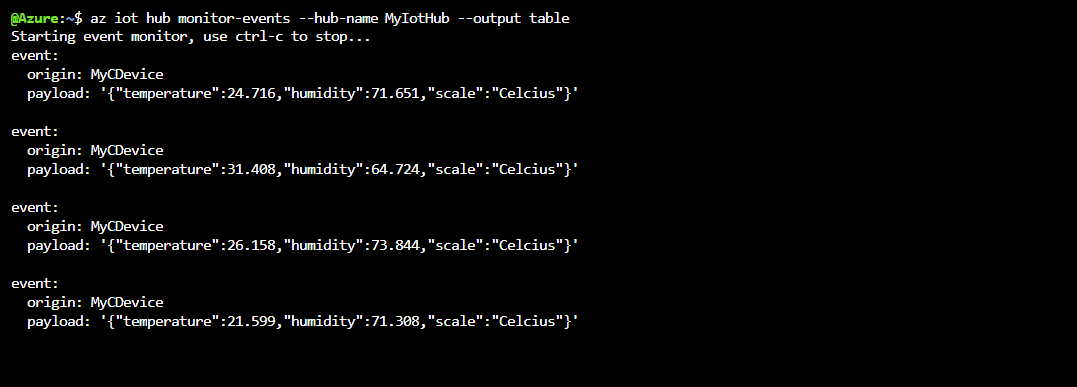 @Azure:~$ az iot hub monitor-events --hub-name MyIotHub --output table
Starting event monitor, use ctrl-c to stop...
event:
  origin: MyCDevice
  payload: '{"temperature":24.716,"humidity":71.651,"scale":"Celcius"}'

event:
  origin: MyCDevice
  payload: '{"temperature":31.408,"humidity":64.724,"scale":"Celcius"}'

event:
  origin: MyCDevice
  payload: '{"temperature":26.158,"humidity":73.844,"scale":"Celcius"}'

event:
  origin: MyCDevice
  payload: '{"temperature":21.599,"humidity":71.308,"scale":"Celcius"}'